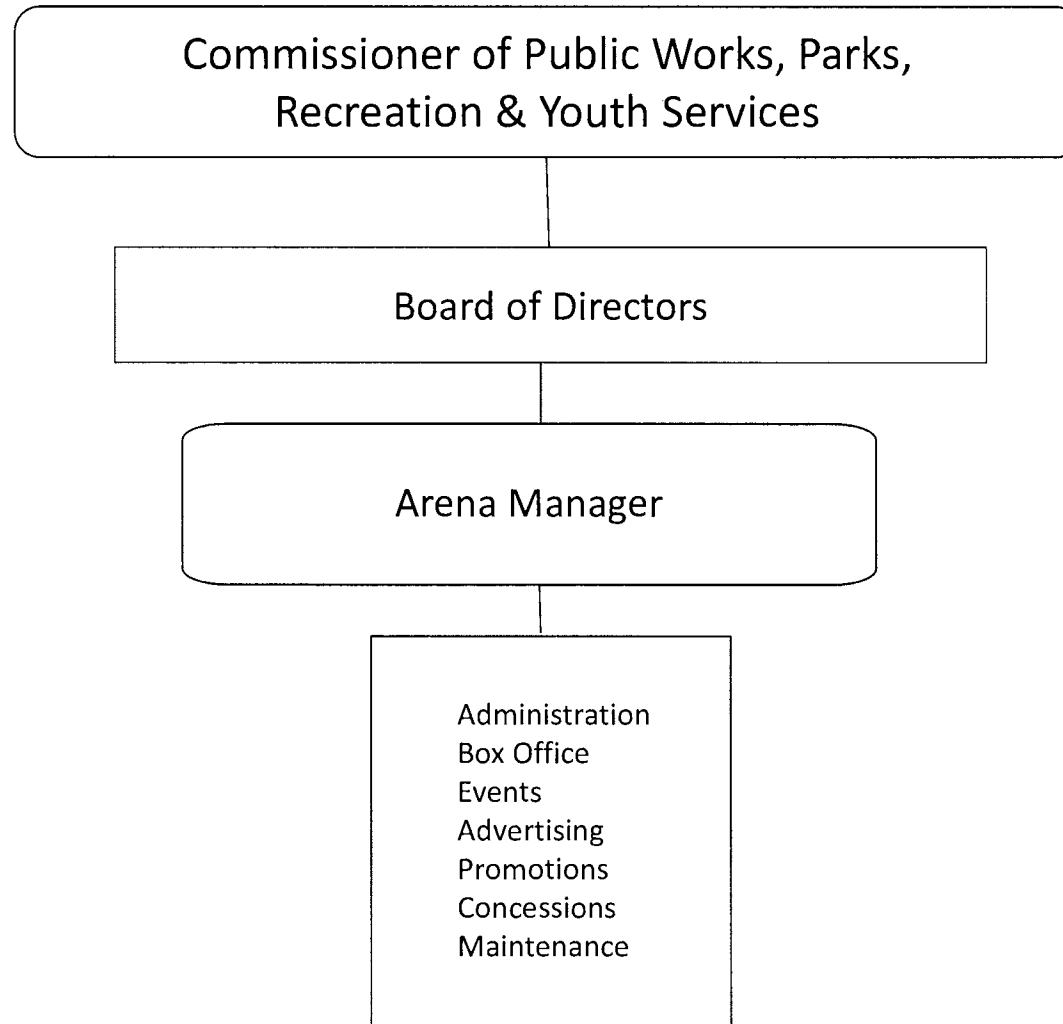 Commissioner of Public Works, Parks,
Recreation & Youth Services
Board of Directors
Arena Manager
Administration
Box Office
Events
Advertising
Promotions
Concessions
Maintenance